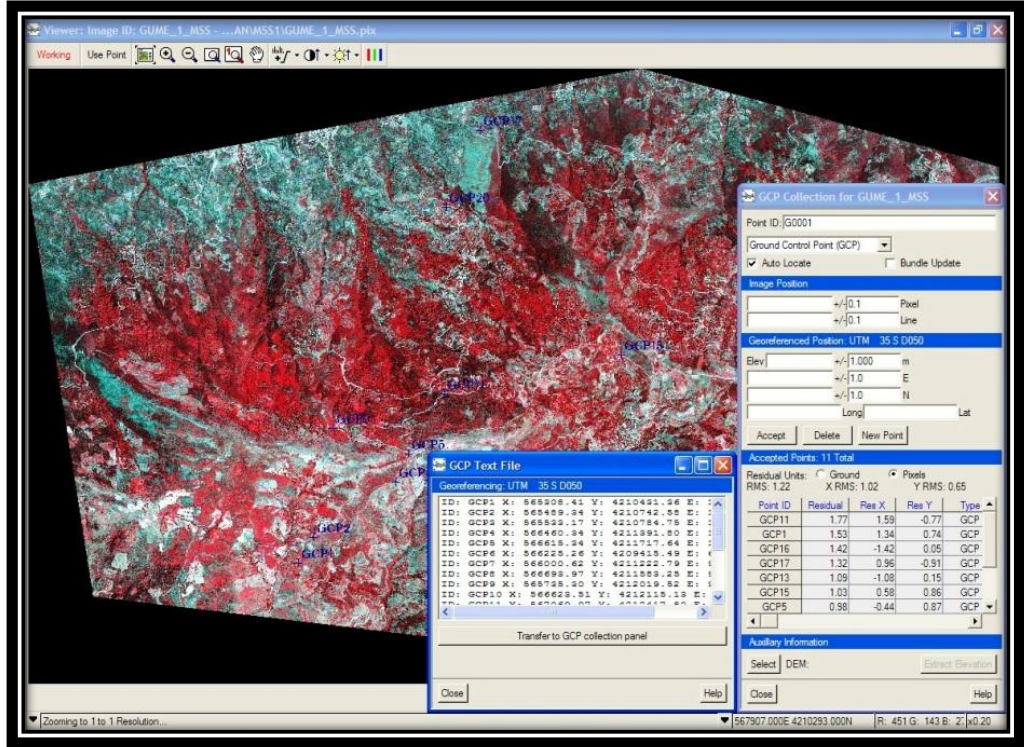 Viewer: Image ID: GUME_1_MSS - ...AN\MSS1\GUME_1_MSS.pix
Working Use Point
GCP17
GCP20
GCP15
GCP5
GCP2
GCP Collection for GUME_1_MSS
Point ID: G0001
Ground Control Point (GCP)
Auto Locate Bundle Update
Image Position
+/- 0.1 Pixel
+/- 0.1 Line
Georeferenced Position: UTM 35 S D050
Elev +/- 1.000 m
+/- 1.0 E
+/- 1.0 N
Long Lat
Accept Delete New Point
Accepted Points: 11 Total
Residual Units: Ground Pixels
RMS: 1.22 X RMS: 1.02 Y RMS: 0.65
Point ID Residual Res X Res Y Type
GCP11 1.77 1.59 -0.77 GCP
GCP1 1.53 1.34 0.74 GCP
GCP16 1.42 -1.42 0.05 GCP
GCP17 1.32 0.96 -0.91 GCP
GCP13 1.09 -1.08 0.15 GCP
GCP15 1.03 0.58 0.86 GCP
GCP5 0.98 -0.44 0.87 GCP
Auxiliary Information
Select DEM: Extract Elevation
Close Help
GCP Text File
Georeferencing: UTM 35 S D050
ID: GCP1 X: 565308.41 Y: 4210431.36 E:
ID: GCP2 X: 565489.34 Y: 4210742.58 E:
ID: GCP3 X: 565533.17 Y: 4210784.75 E:
ID: GCP4 X: 566460.34 Y: 4211391.80 E:
ID: GCP5 X: 566615.34 Y: 4211717.64 E:
ID: GCP6 X: 566225.26 Y: 4209415.49 E:
ID: GCP7 X: 566000.62 Y: 4211222.79 E:
ID: GCP8 X: 566693.97 Y: 4211583.25 E:
ID: GCP9 X: 565735.30 Y: 4212019.52 E:
ID: GCP10 X: 566623.51 Y: 4212115.13 E:
Transfer to GCP collection panel
Close Help
Zooming to 1 to 1 Resolution...
567907.000E 4210293.000N R: 451 G: 143 B: x0.20